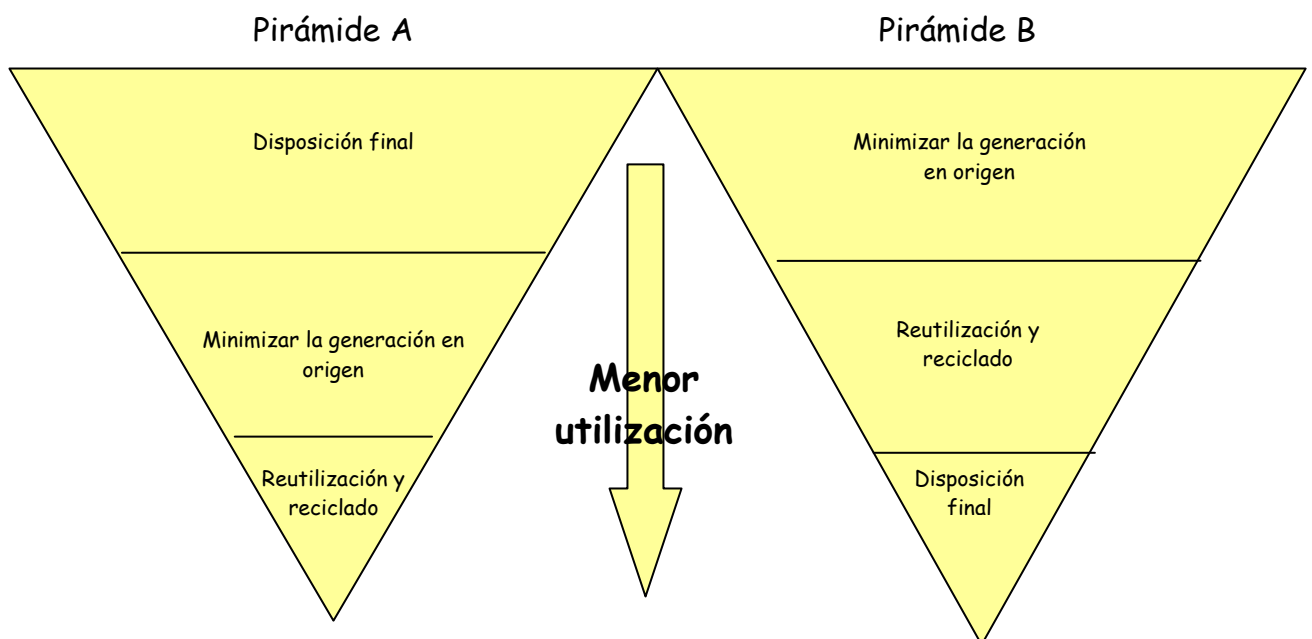 Pirámide A
Pirámide B
Disposición final
Minimizar la generación en
origen
Reutilización y
reciclado
Menor
utilización
Minimizar la generación
en origen
Reutilización y
reciclado
Disposición
final